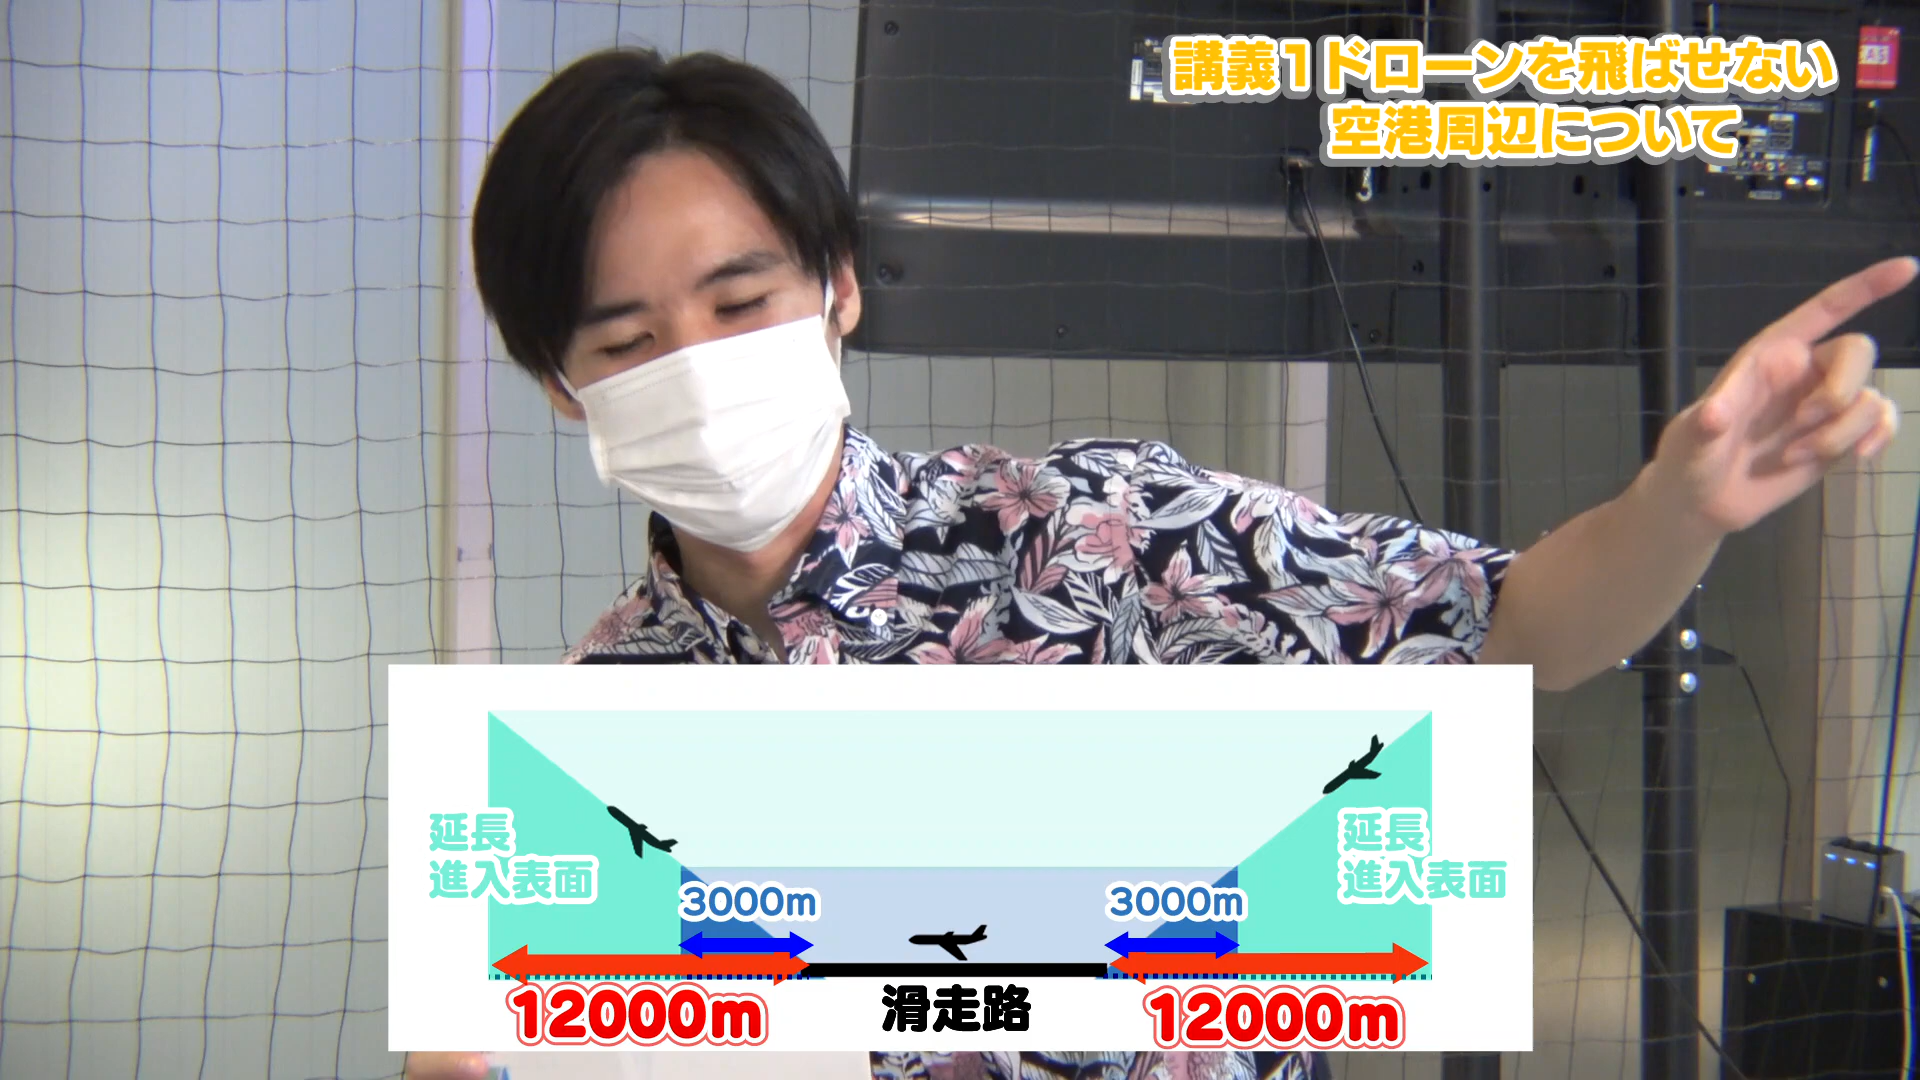 講義1ドローンを飛ばせない
空港周辺について
延長
進入表面
3000m
3000m
延長
進入表面
12000m
滑走路
12000m